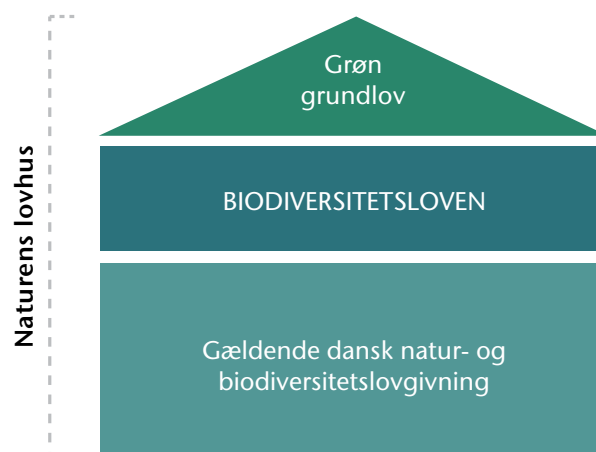 Grøn
grundlov
BIODIVERSITETSLOVEN
Gældende dansk natur- og
biodiversitetslovgivning
Naturens lovhus